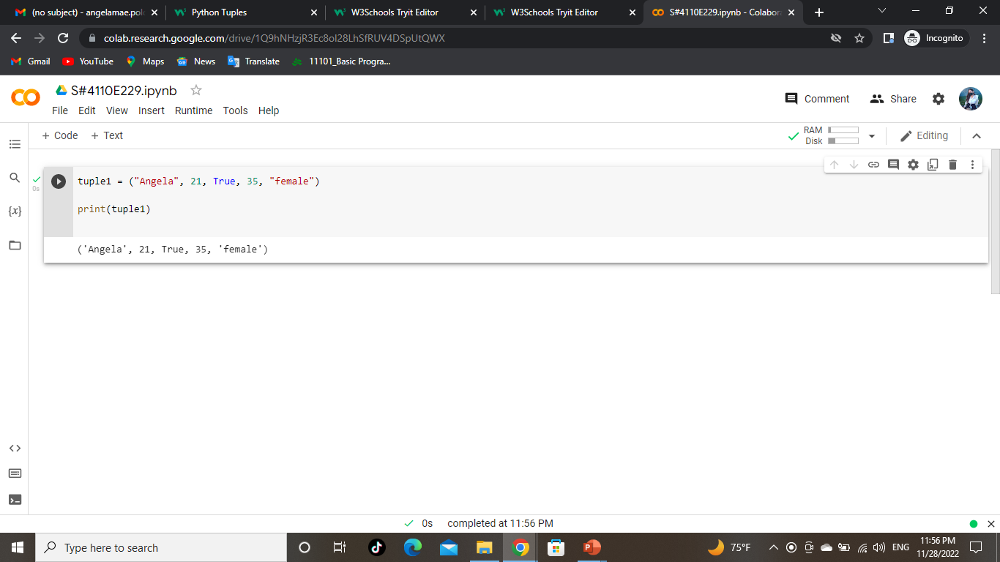 (no subject) - angelamae.pol
Python Tuples
W3Schools Tryit Editor
W3Schools Tryit Editor
S#4110E229.ipynb - Colabor
colab.research.google.com/drive/1Q9hNHzjR3Ec8oI28LhSfRUV4DSpUtQWX
Incognito
Gmail YouTube Maps News Translate 11101_Basic Progra...
S#4110E229.ipynb
Comment Share
File Edit View Insert Runtime Tools Help
+ Code + Text
RAM
Disk
Editing
0s
tuple1 = ("Angela", 21, True, 35, "female")
{x}
print(tuple1)
('Angela', 21, True, 35, 'female')
0s completed at 11:56 PM
Type here to search
75°F
ENG
11:56 PM
11/28/2022